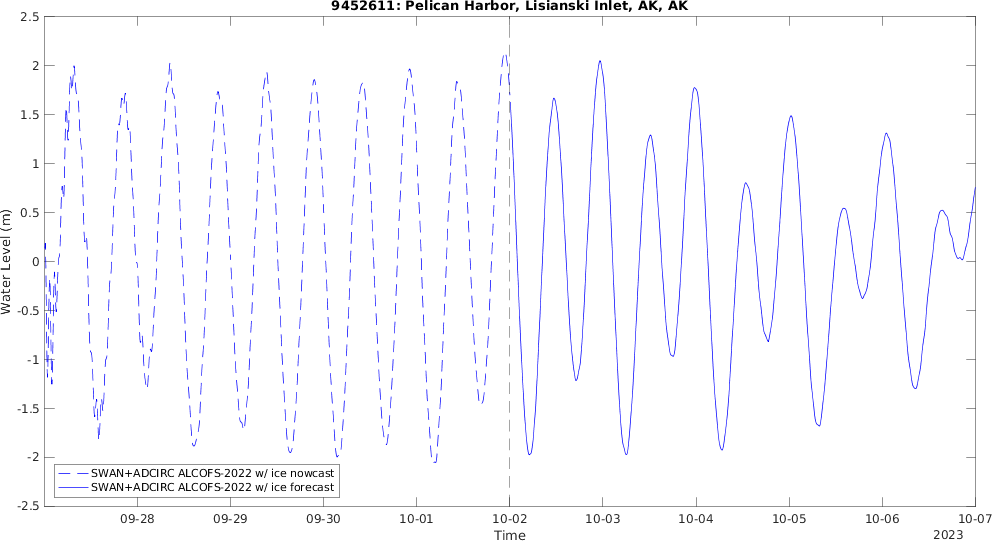 9452611: Pelican Harbor, Lisianski Inlet, AK, AK
2.5
2
1.5
1
0.5
0
-0.5
-1
-1.5
-2
-2.5
Water Level (m)
SWAN+ADCIRC ALCOFS-2022 w/ ice nowcast
SWAN+ADCIRC ALCOFS-2022 w/ ice forecast
09-28 09-29 09-30 10-01 10-02 10-03 10-04 10-05 10-06 10-07
Time
2023